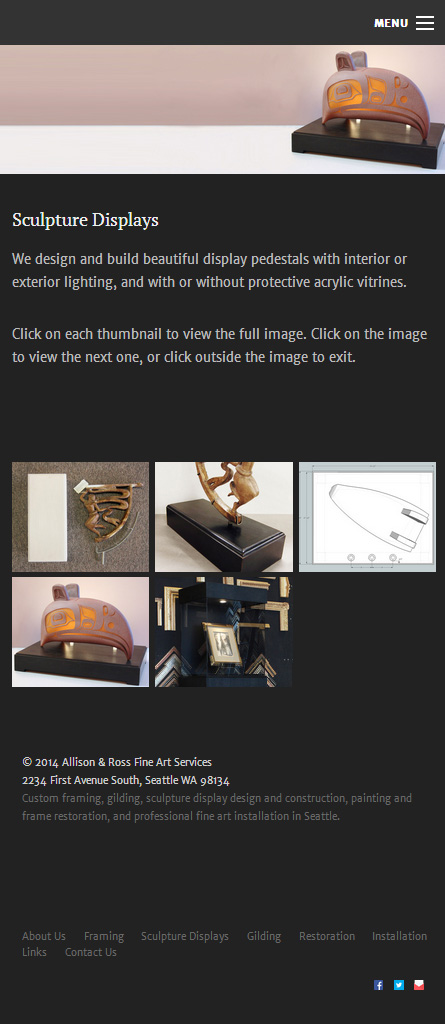 MENU
Sculpture Displays
We design and build beautiful display pedestals with interior or
exterior lighting, and with or without protective acrylic vitrines.
Click on each thumbnail to view the full image. Click on the image
to view the next one, or click outside the image to exit.
© 2014 Allison & Ross Fine Art Services
2234 First Avenue South, Seattle WA 98134
Custom framing, gilding, sculpture display design and construction, painting and
frame restoration, and professional fine art installation in Seattle.
About Us Framing Sculpture Displays Gilding Restoration Installation
Links Contact Us